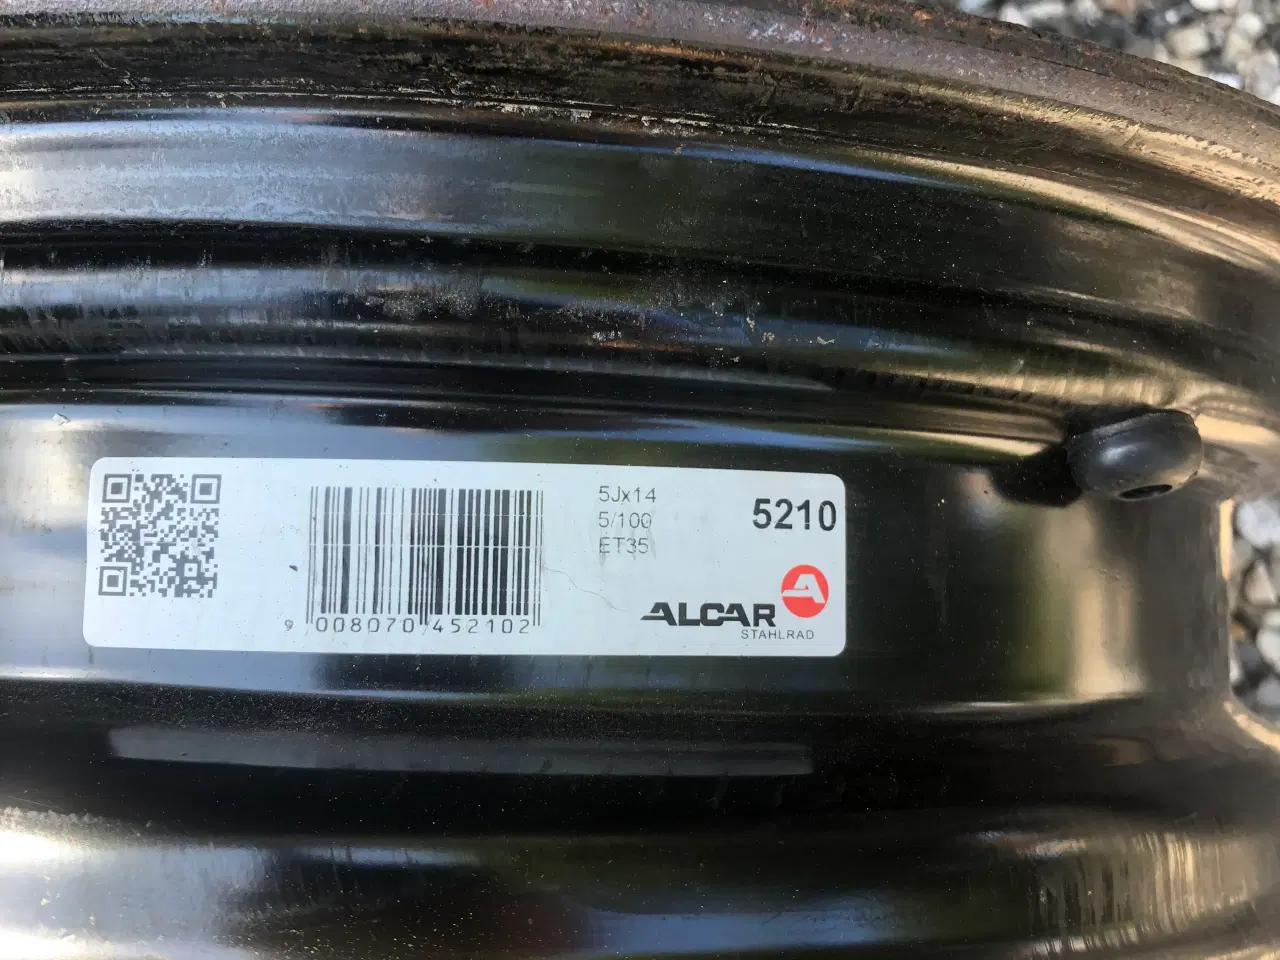 5Jx14
5/100
ET35
5210
9 008070 452102
ALCAR
STAHLRAD